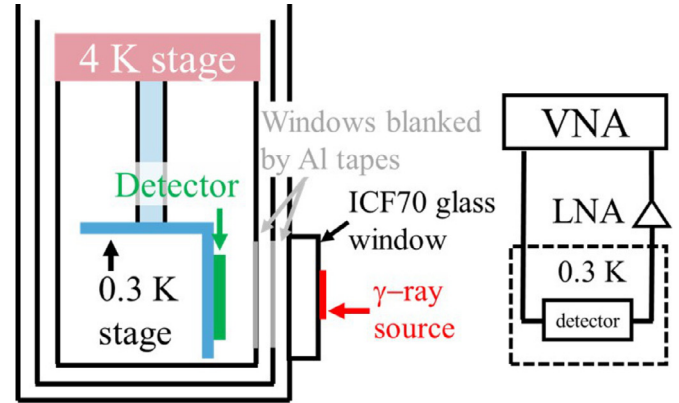 4 K stage
Windows blanked
by Al tapes
Detector
ICF70 glass
window
0.3 K
stage
γ−ray
source
VNA
LNA
0.3 K
detector